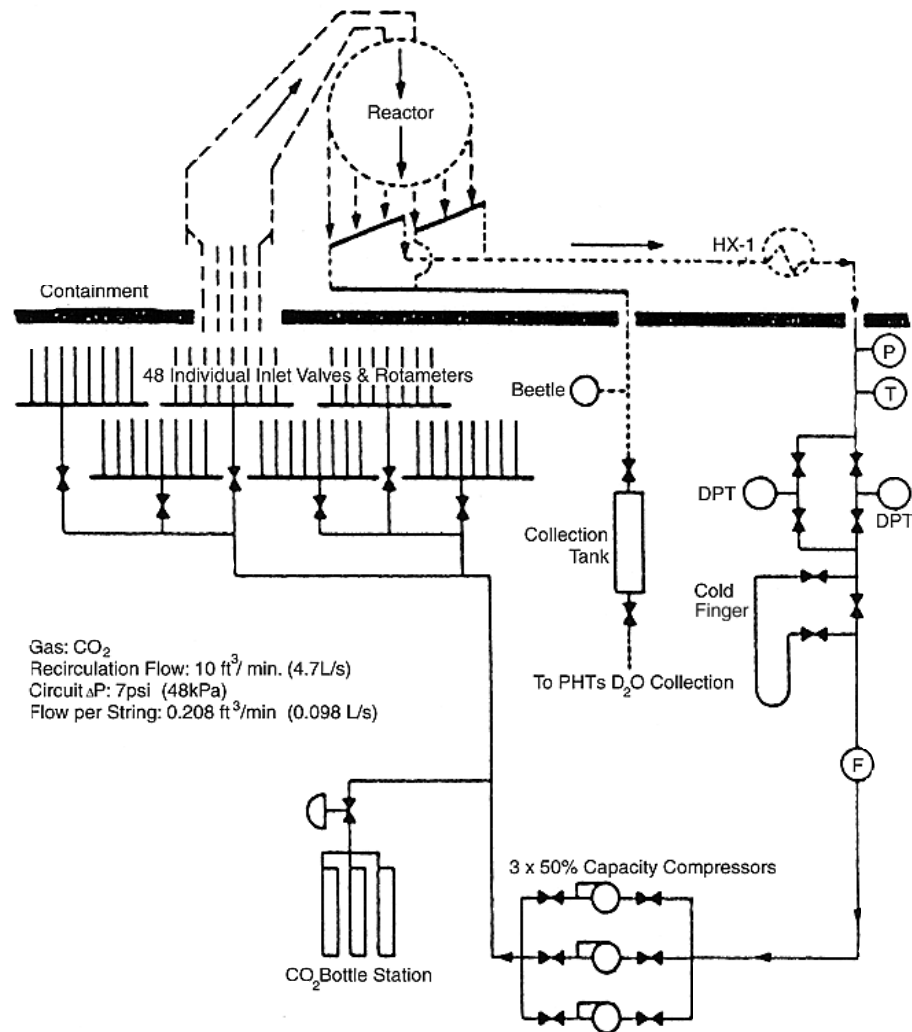 Reactor
HX-1
Containment
P
48 Individual Inlet Valves & Rotameters
T
Beetle
DPT
DPT
Collection
Tank
Cold
Finger
Gas: CO₂
Recirculation Flow: 10 ft³/ min. (4.7L/s)
Circuit ΔP: 7psi (48kPa)
Flow per String: 0.208 ft³/min (0.098 L/s)
To PHTs D₂O Collection
F
3 x 50% Capacity Compressors
CO₂Bottle Station